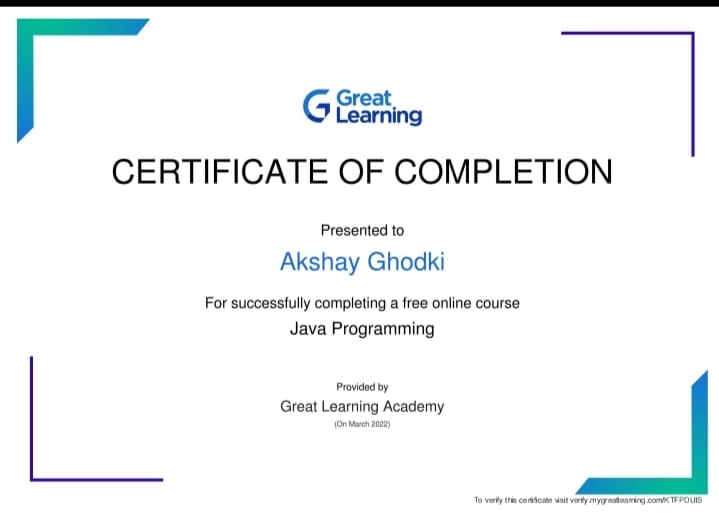 Great
Learning
CERTIFICATE OF COMPLETION
Presented to
Akshay Ghodki
For successfully completing a free online course
Java Programming
Provided by
Great Learning Academy
(On March 2022)
To verify this certificate visit verify.mygreatlearning.com/KTFPDUIS